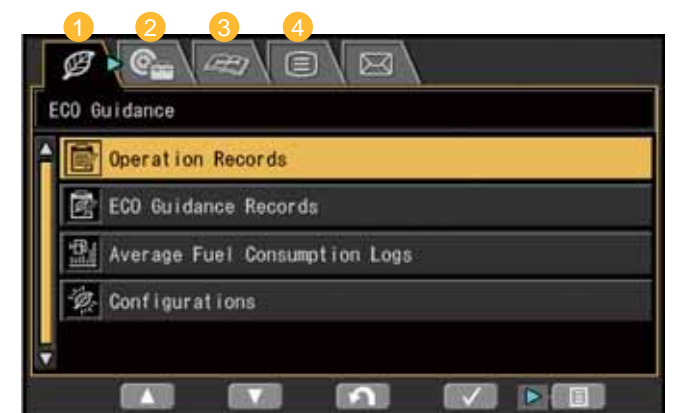 1 2 3 4
ECO Guidance
Operation Records
ECO Guidance Records
Average Fuel Consumption Logs
Configurations